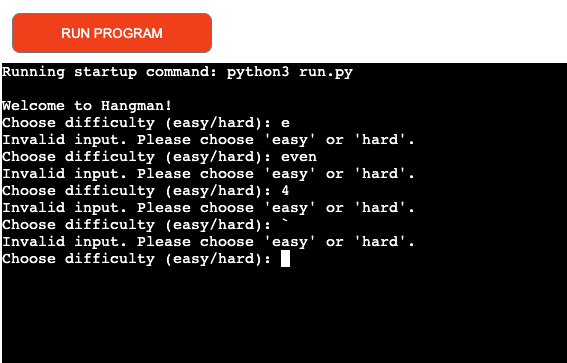 RUN PROGRAM
Running startup command: python3 run.py
Welcome to Hangman!
Choose difficulty (easy/hard): e
Invalid input. Please choose 'easy' or 'hard'.
Choose difficulty (easy/hard): even
Invalid input. Please choose 'easy' or 'hard'.
Choose difficulty (easy/hard): 4
Invalid input. Please choose 'easy' or 'hard'.
Choose difficulty (easy/hard): `
Invalid input. Please choose 'easy' or 'hard'.
Choose difficulty (easy/hard):